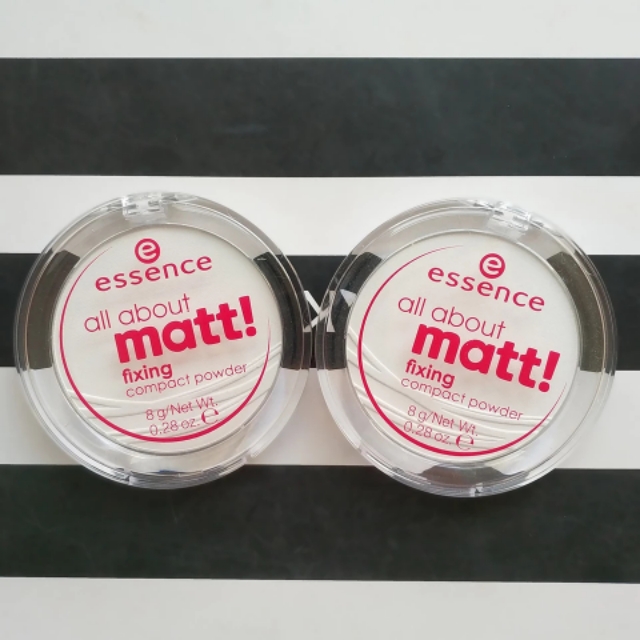 essence
all about
matt!
fixing
compact powder
8 g/Net Wt.
0.28 oz. ℮
essence
all about
matt!
fixing
compact powder
8 g/Net Wt.
0.28 oz. ℮